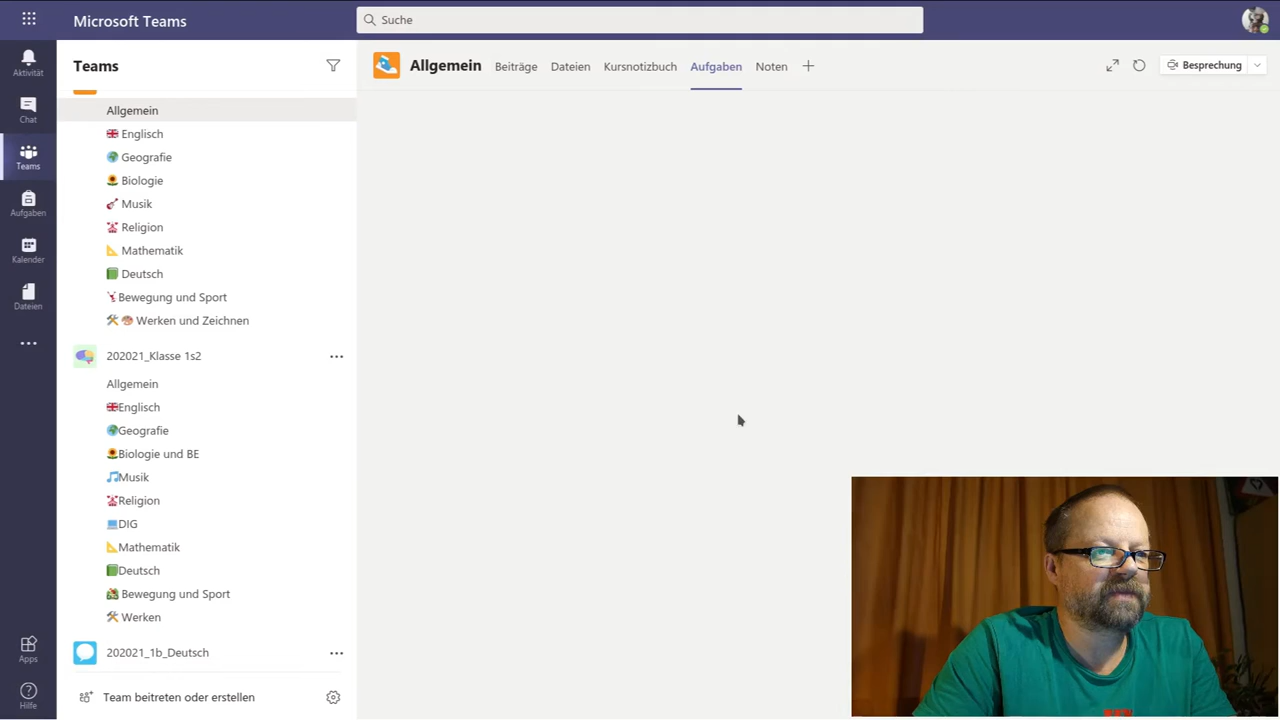 Microsoft Teams
Suche
Aktivität
Chat
Teams
Aufgaben
Kalender
Dateien
Apps
Hilfe
Teams
Allgemein
Englisch
Geografie
Biologie
Musik
Religion
Mathematik
Deutsch
Bewegung und Sport
Werken und Zeichnen
202021_Klasse 1s2
Allgemein
Englisch
Geografie
Biologie und BE
Musik
Religion
DIG
Mathematik
Deutsch
Bewegung und Sport
Werken
202021_1b_Deutsch
Team beitreten oder erstellen
Allgemein Beiträge Dateien Kursnotizbuch Aufgaben Noten
Besprechung